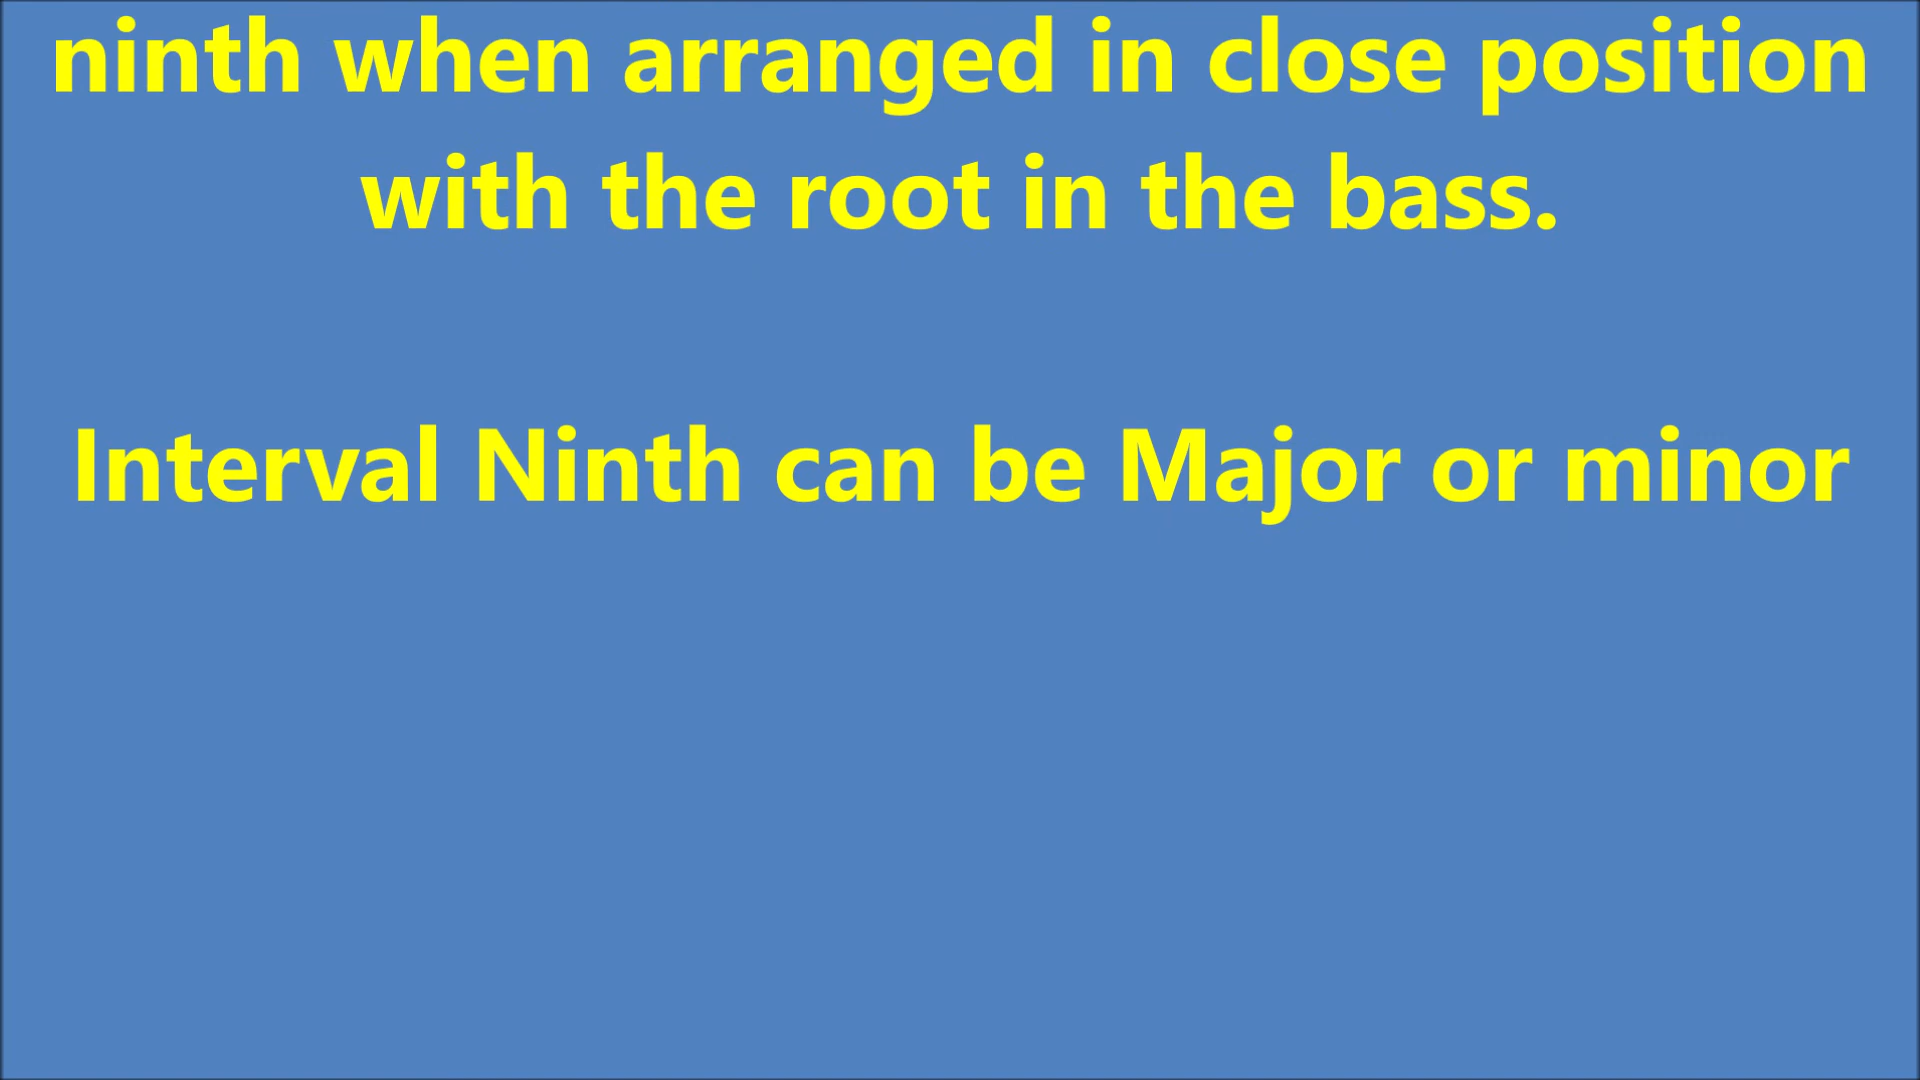 ninth when arranged in close position
with the root in the bass.
Interval Ninth can be Major or minor